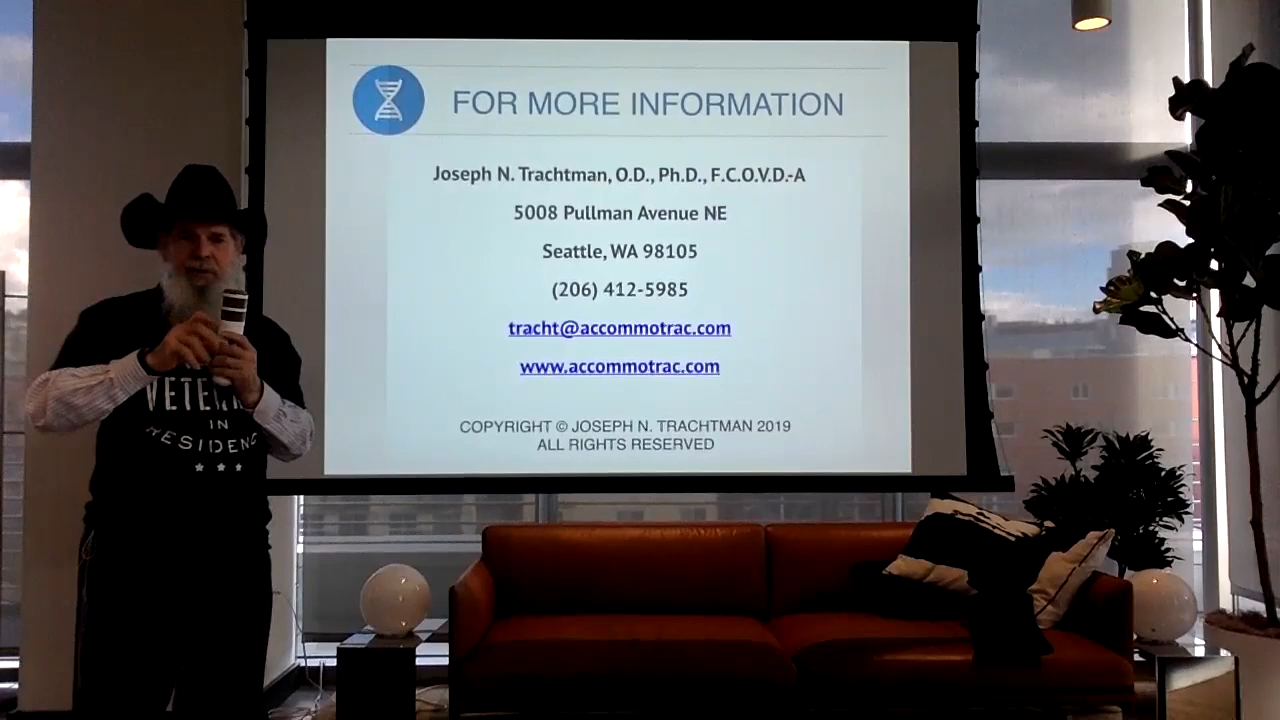 FOR MORE INFORMATION
Joseph N. Trachtman, O.D., Ph.D., F.C.O.V.D.-A
5008 Pullman Avenue NE
Seattle, WA 98105
(206) 412-5985
tracht@accommotrac.com
www.accommotrac.com
COPYRIGHT © JOSEPH N. TRACHTMAN 2019
ALL RIGHTS RESERVED
IN